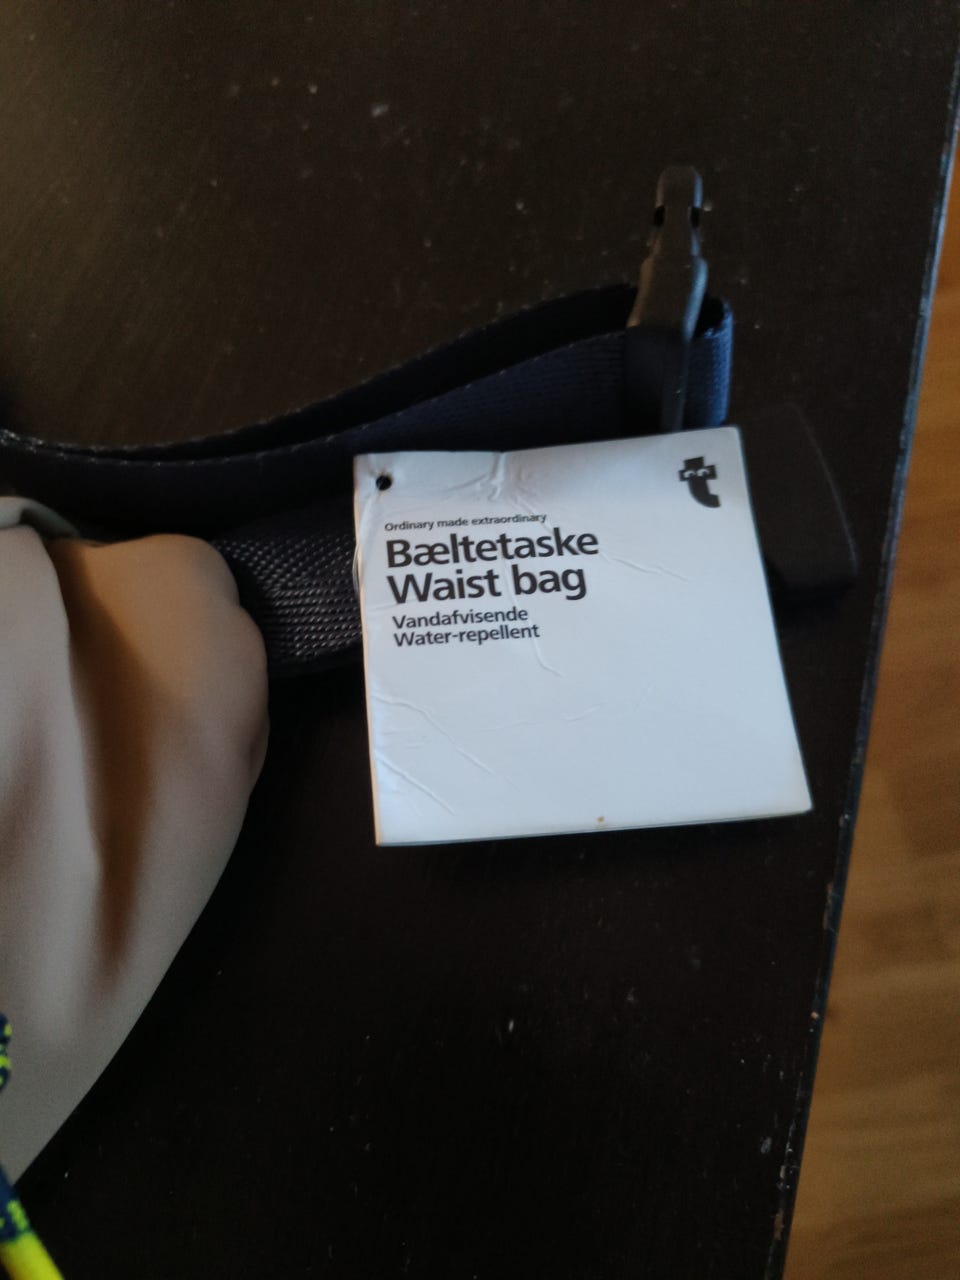 Ordinary made extraordinary
Bæltetaske
Waist bag
Vandafvisende
Water-repellent